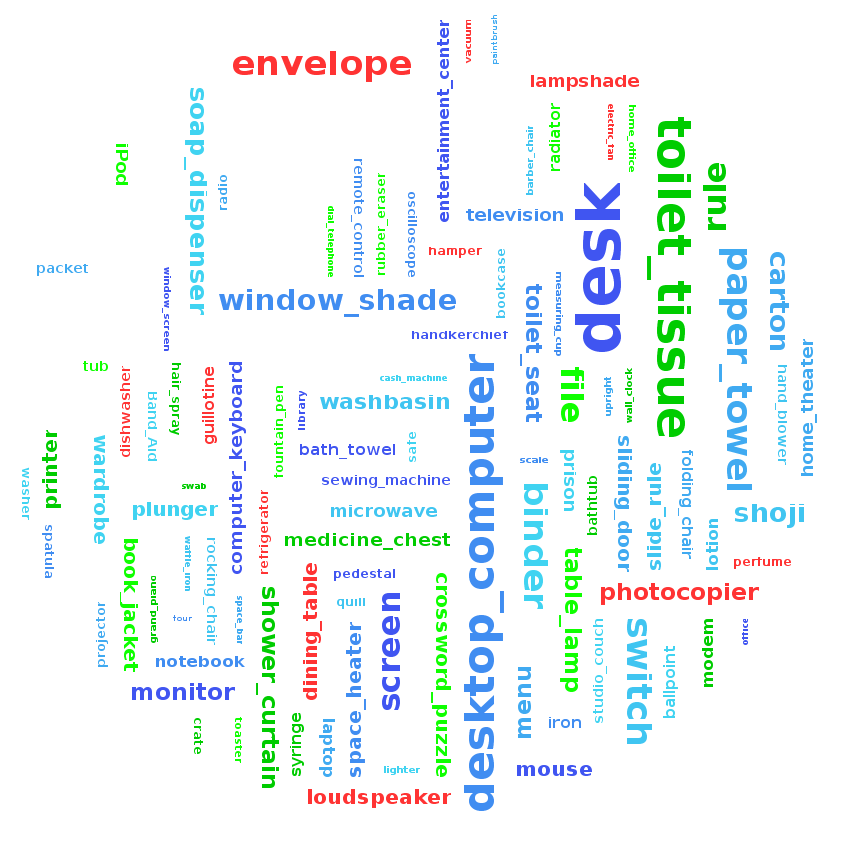 paintbrush
vacuum
entertainment_center
envelope
lampshade
soap_dispenser
iPod
radio
electric_fan
home_office
radiator
barber_chair
toilet_tissue
rule
desk
remote_control
rubber_eraser
oscilloscope
dial_telephone
television
hamper
packet
window_screen
window_shade
bookcase
toilet_seat
measuring_cup
paper_towel
carton
handkerchief
home_theater
hand_blower
tub
dishwasher
Band_Aid
hair_spray
guillotine
computer_keyboard
fountain_pen
library
cash_machine
washbasin
desktop_computer
file
upright
wall_clock
bath_towel
safe
printer
wardrobe
washer
swab
plunger
refrigerator
sewing_machine
scale
prison
bathtub
sliding_door
slide_rule
folding_chair
binder
microwave
shoji
lotion
spatula
book_jacket
waffle_iron
rocking_chair
medicine_chest
perfume
grand_piano
table_lamp
pedestal
photocopier
projector
four
space_bar
shower_curtain
dining_table
quill
screen
crossword_puzzle
space_heater
notebook
monitor
menu
studio_couch
switch
ballpoint
modem
office
crate
toaster
syringe
laptop
iron
lighter
mouse
loudspeaker